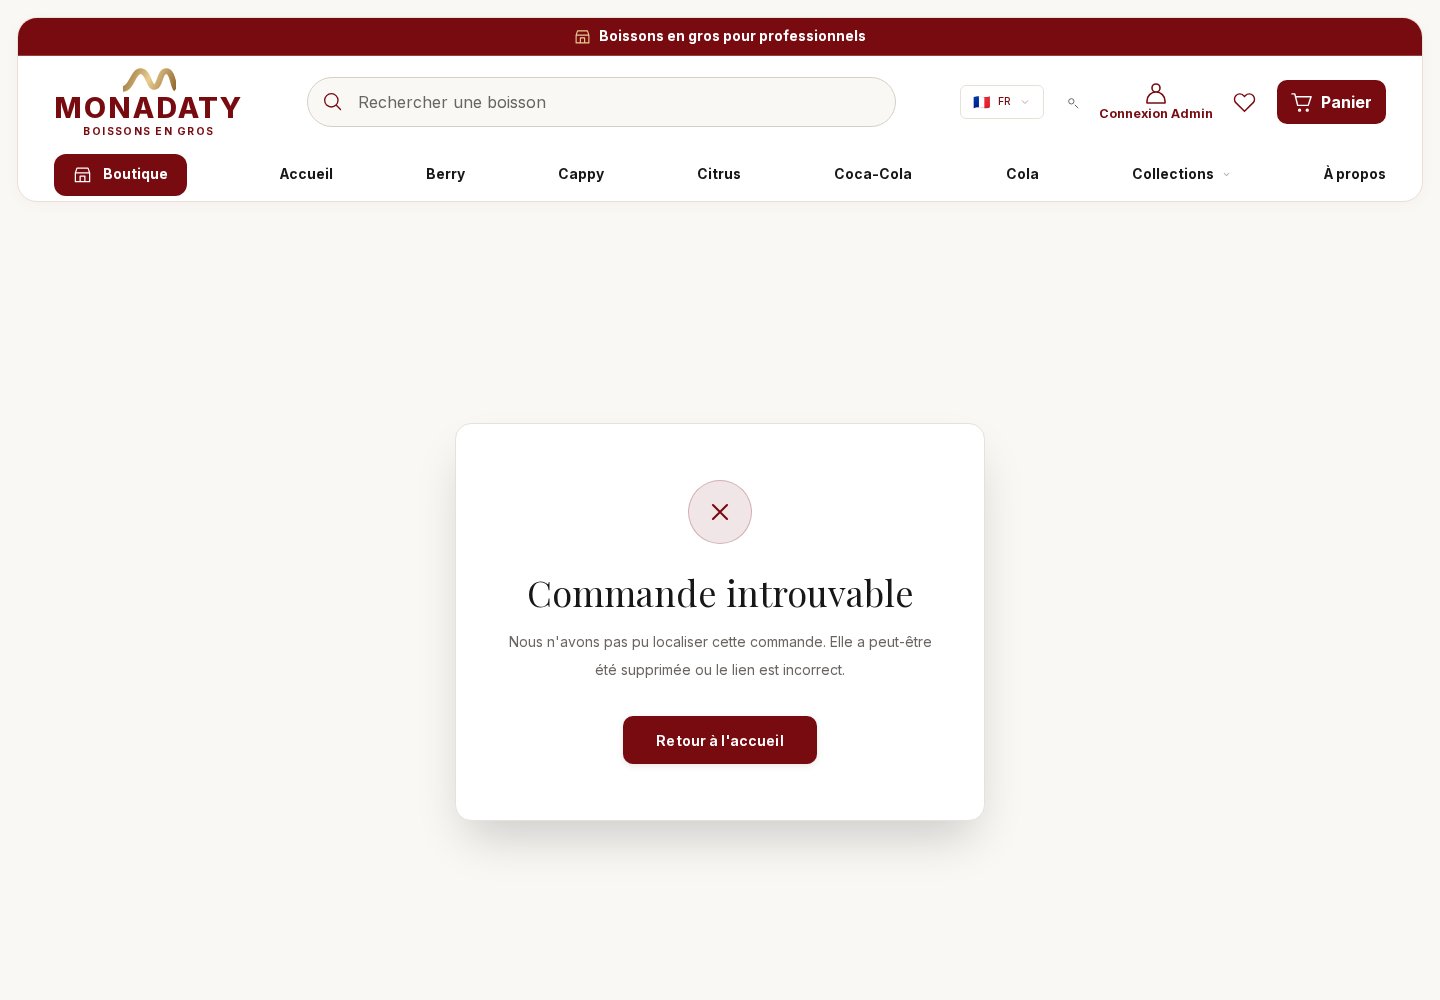 Boissons en gros pour professionnels
MONADATY
BOISSONS EN GROS
Rechercher une boisson
FR
Connexion Admin
Panier
Boutique
Accueil
Berry
Cappy
Citrus
Coca-Cola
Cola
Collections
À propos
Commande introuvable
Nous n'avons pas pu localiser cette commande. Elle a peut-être
été supprimée ou le lien est incorrect.
Retour à l'accueil